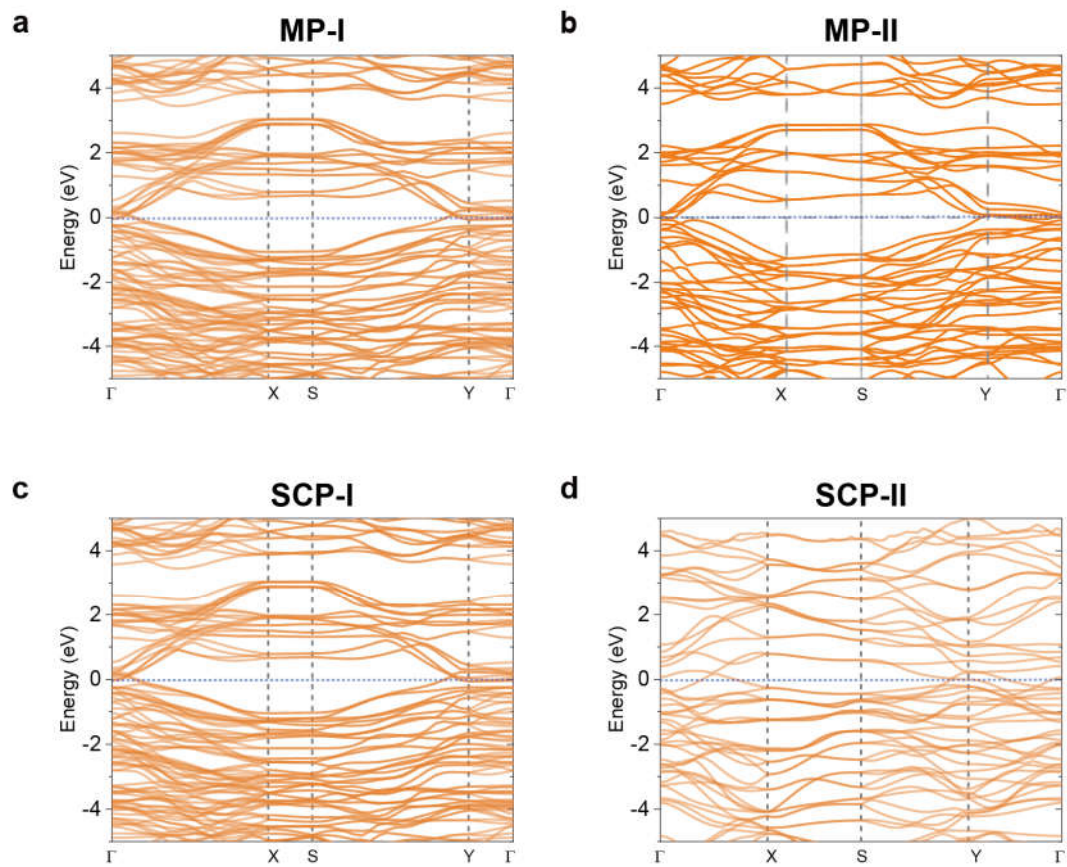 a
MP-I
4
2
0
-2
-4
Energy (eV)
Γ X S Y Γ
b
MP-II
4
2
0
-2
-4
Energy (eV)
Γ X S Y Γ
c
SCP-I
4
2
0
-2
-4
Energy (eV)
Γ X S Y Γ
d
SCP-II
4
2
0
-2
-4
Energy (eV)
Γ X S Y Γ